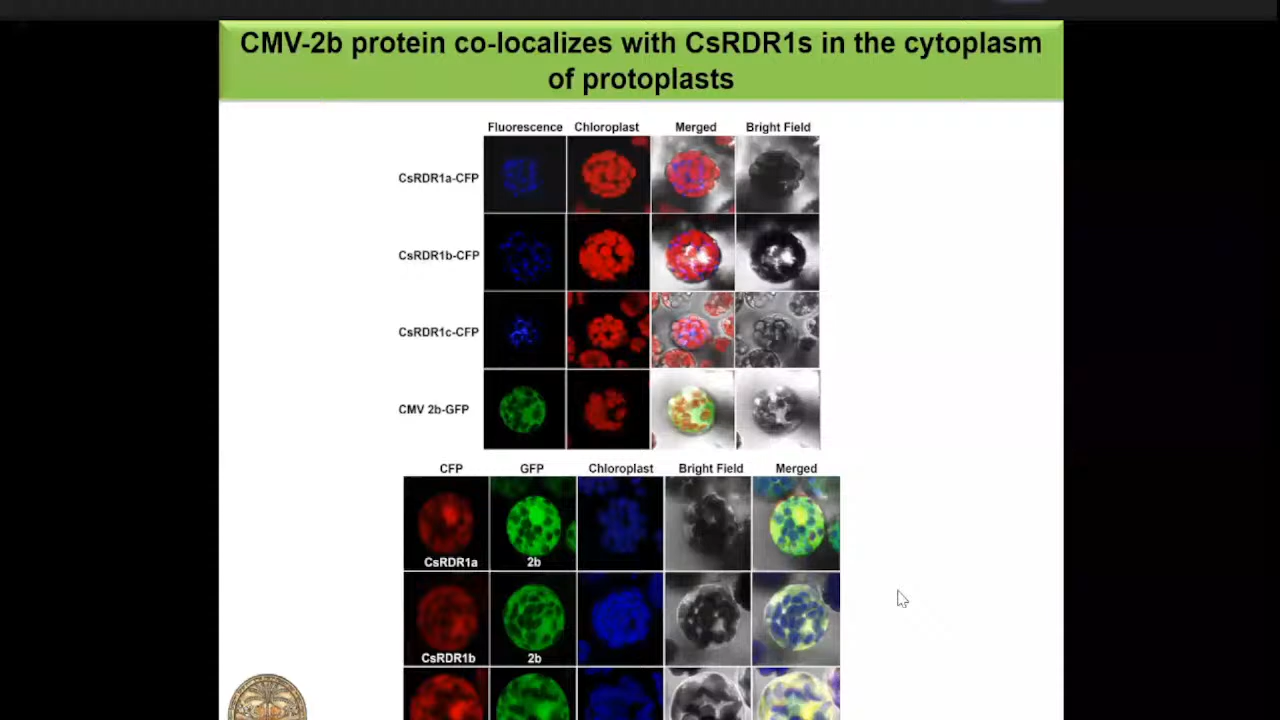 CMV-2b protein co-localizes with CsRDR1s in the cytoplasm
of protoplasts
Fluorescence Chloroplast Merged Bright Field
CsRDR1a-CFP
CsRDR1b-CFP
CsRDR1c-CFP
CMV 2b-GFP
CFP GFP Chloroplast Bright Field Merged
CsRDR1a 2b
CsRDR1b 2b